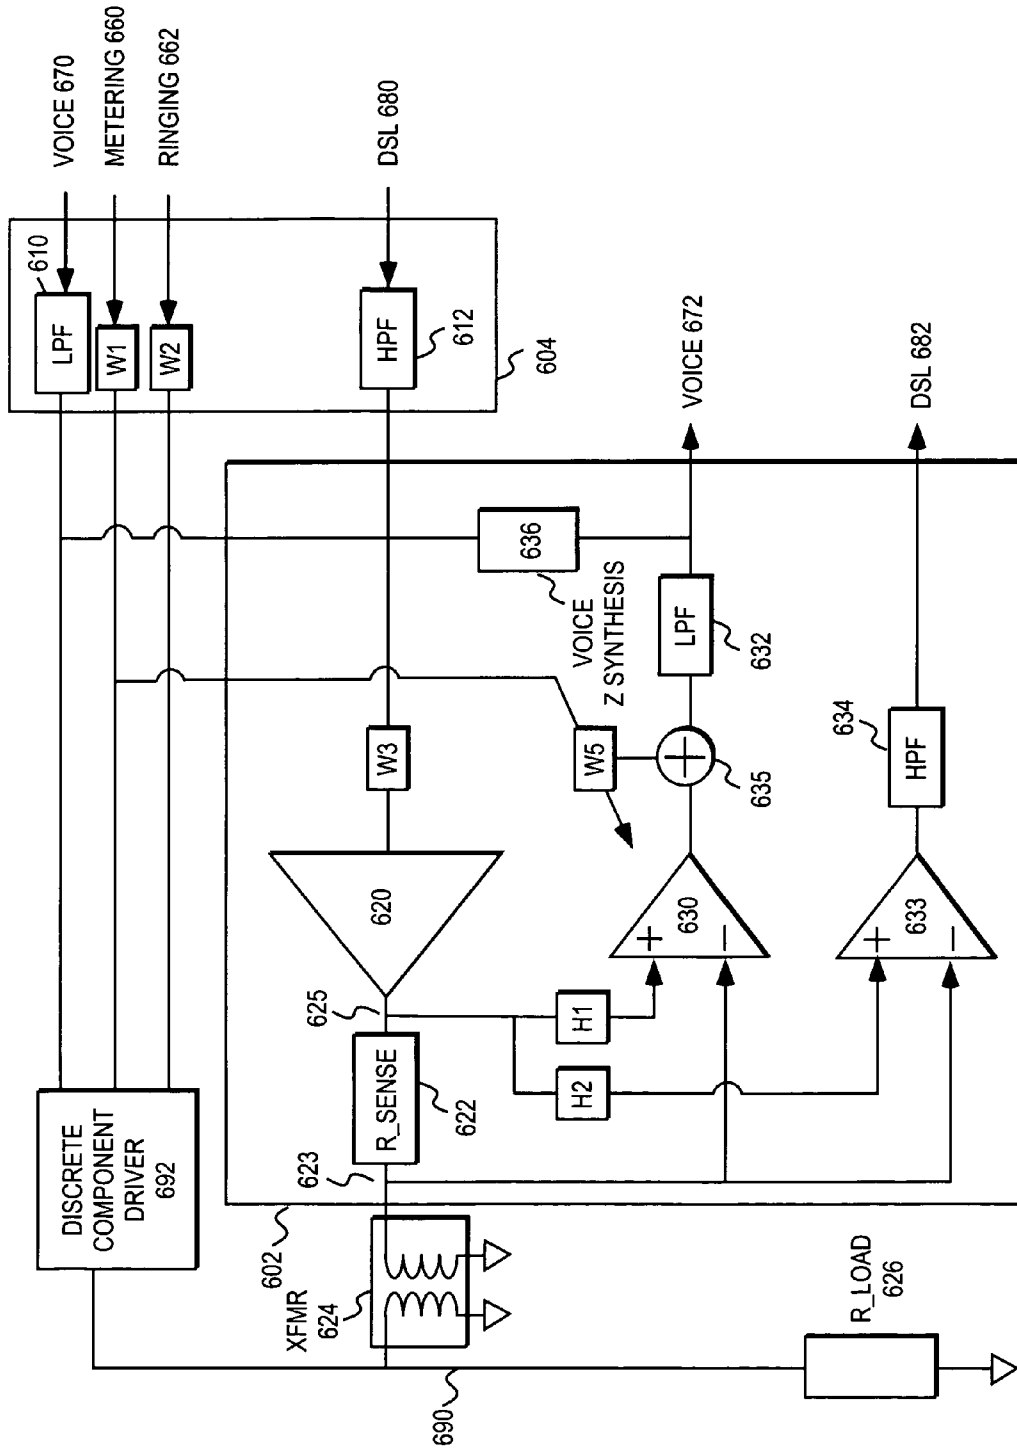 VOICE 670
METERING 660
RINGING 662
DSL 680
610
LPF
W1
W2
HPF
612
604
DISCRETE
COMPONENT
DRIVER
692
602
XFMR
624
623
R_SENSE
622
625
620
W3
636
VOICE
Z SYNTHESIS
W5
H1
H2
+
630
−
+
635
LPF
632
VOICE 672
+
633
−
HPF
634
DSL 682
690
R_LOAD
626